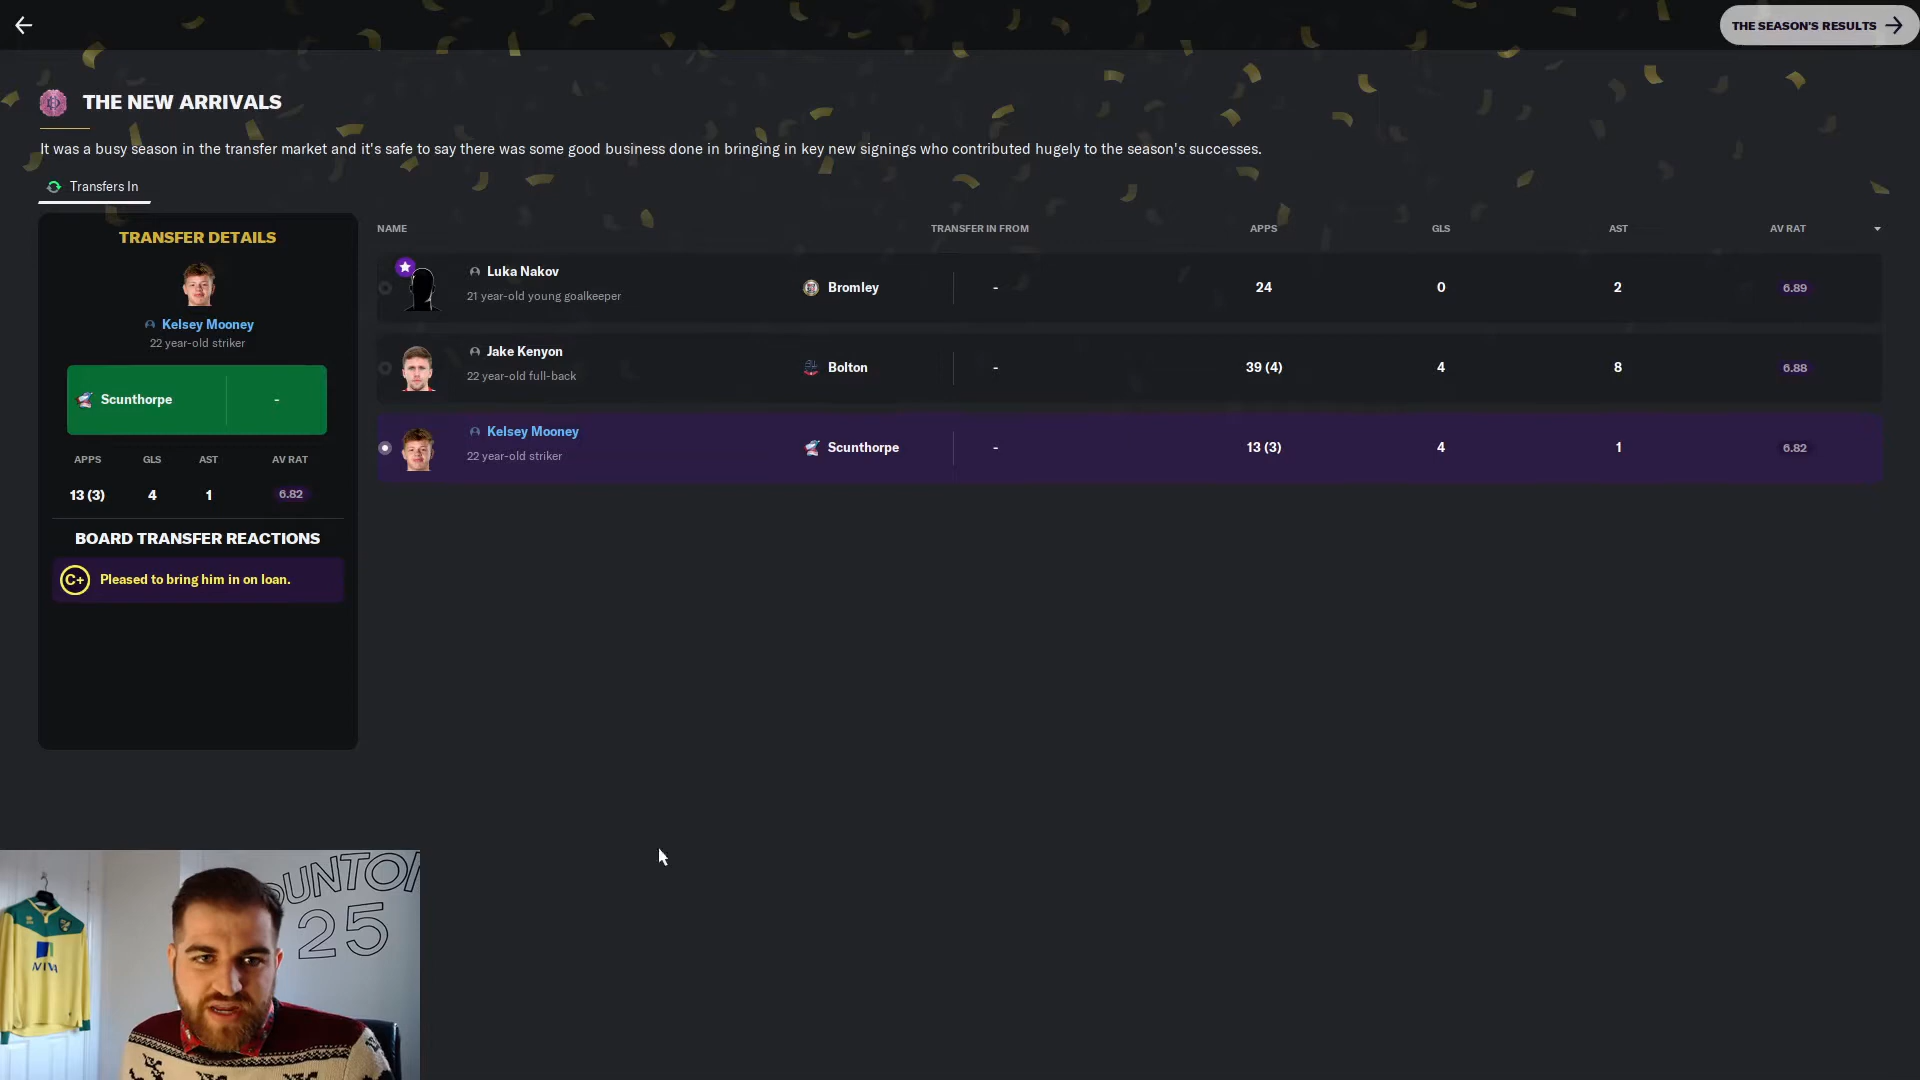 THE SEASON'S RESULTS
THE NEW ARRIVALS
It was a busy season in the transfer market and it's safe to say there was some good business done in bringing in key new signings who contributed hugely to the season's successes.
Transfers In
TRANSFER DETAILS
Kelsey Mooney
22 year-old striker
Scunthorpe -
APPS GLS AST AV RAT
13 (3) 4 1 6.82
BOARD TRANSFER REACTIONS
C+ Pleased to bring him in on loan.
NAME TRANSFER IN FROM APPS GLS AST AV RAT
Luka Nakov
21 year-old young goalkeeper
Bromley - 24 0 2 6.89
Jake Kenyon
22 year-old full-back
Bolton - 39 (4) 4 8 6.88
Kelsey Mooney
22 year-old striker
Scunthorpe - 13 (3) 4 1 6.82
25